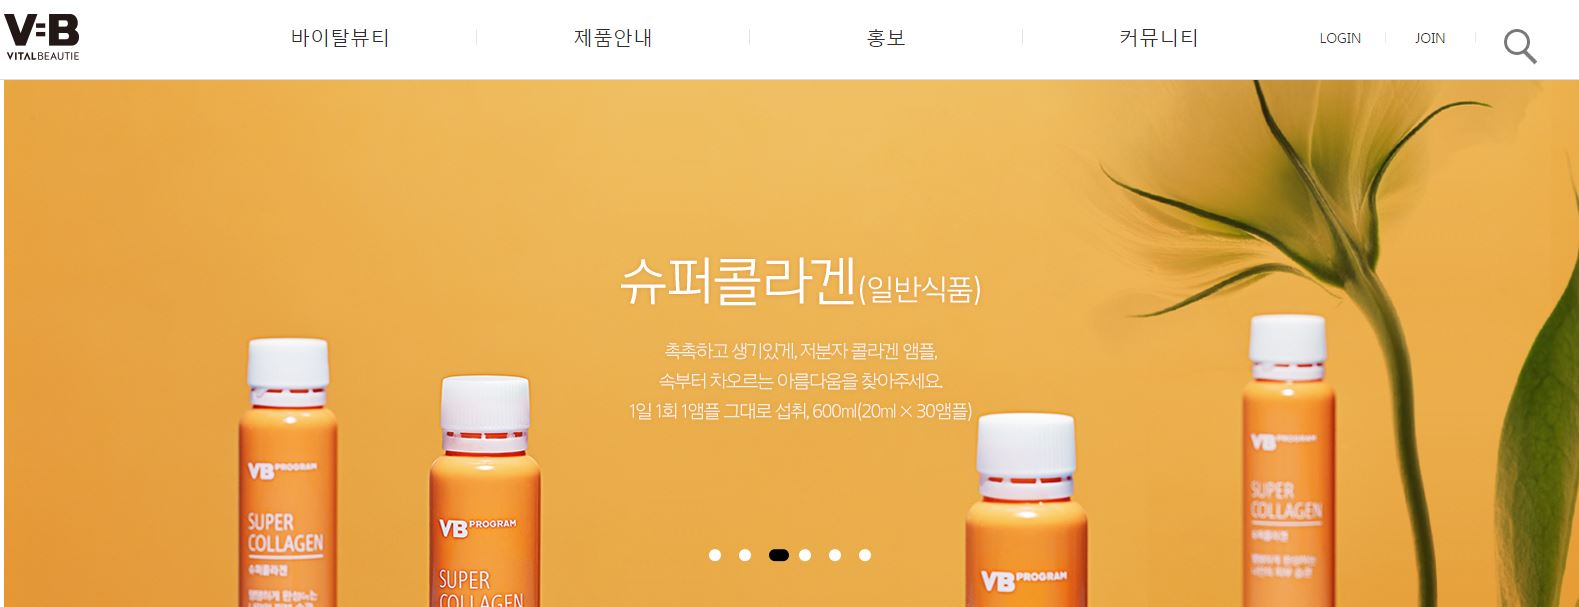 V=B
VITALBEAUTIE
바이탈뷰티
제품안내
홍보
커뮤니티
LOGIN
JOIN
슈퍼콜라겐(일반식품)
촉촉하고 생기있게, 저분자 콜라겐 앰플,
속부터 차오르는 아름다움을 찾아주세요.
1일 1회 1앰플 그대로 섭취, 600ml(20ml × 30앰플)
VB PROGRAM
SUPER
COLLAGEN
슈퍼콜라겐
VB PROGRAM
SUPER
COLLAGEN
VB PROGRAM
VB PROGRAM
SUPER
COLLAGEN
슈퍼콜라겐